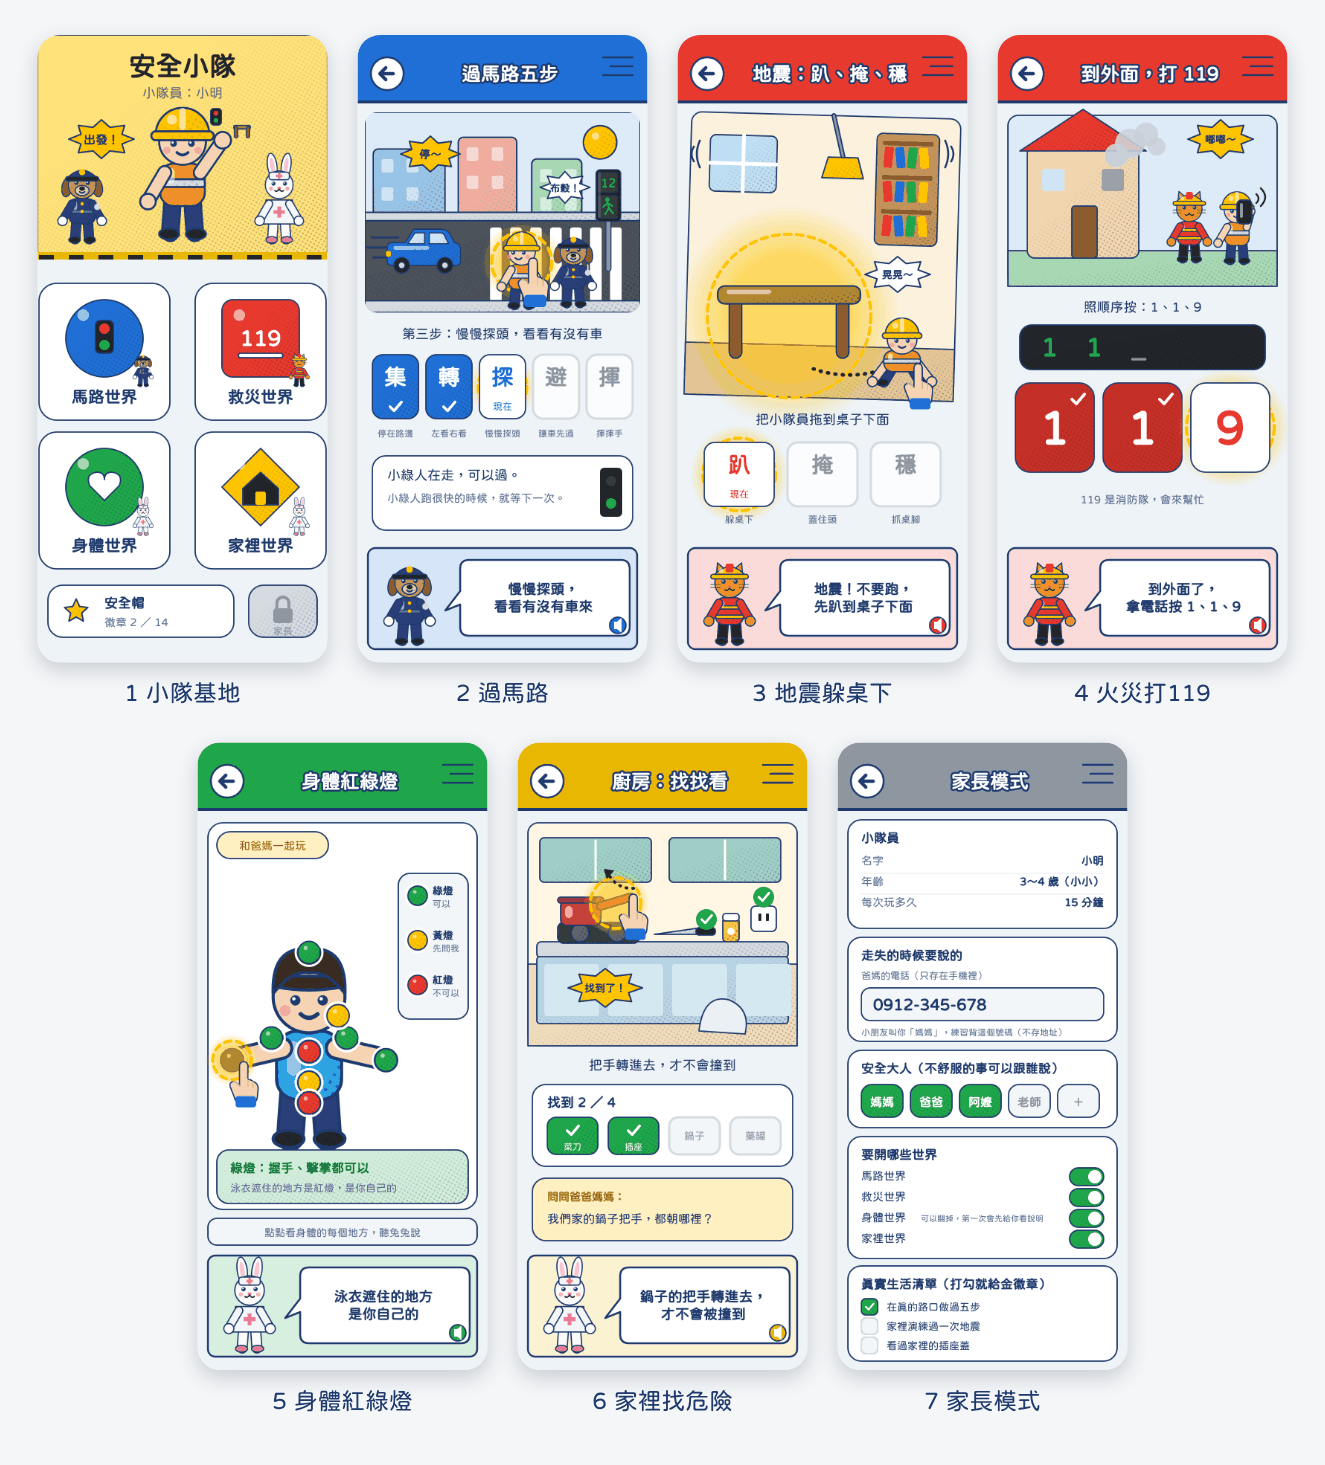 安全小隊
小隊員：小明
出發！
馬路世界
119
救災世界
身體世界
家裡世界
安全帽
徽章 2 ／ 14
家長
1 小隊基地
過馬路五步
停～
布穀！
12
第三步：慢慢探頭，看看有沒有車
集
轉
探
現在
避
揮
停在路邊
左看右看
慢慢探頭
讓車先過
揮揮手
小綠人在走，可以過。
小綠人跑很快的時候，就等下一次。
慢慢探頭，
看看有沒有車來
2 過馬路
地震：趴、掩、穩
晃晃～
把小隊員拖到桌子下面
趴
現在
掩
穩
躲桌下
蓋住頭
抓桌腳
地震！不要跑，
先趴到桌子下面
3 地震躲桌下
到外面，打 119
嘟嘟～
照順序按：1、1、9
1 1 _
1
1
9
119 是消防隊，會來幫忙
到外面了，
拿電話按 1、1、9
4 火災打119
身體紅綠燈
和爸媽一起玩
綠燈
可以
黃燈
先問我
紅燈
不可以
綠燈：握手、擊掌都可以
泳衣遮住的地方是紅燈，是你自己的
點點看身體的每個地方，聽兔兔說
泳衣遮住的地方
是你自己的
5 身體紅綠燈
廚房：找找看
找到了！
把手轉進去，才不會撞到
找到 2 ／ 4
菜刀
插座
鍋子
藥罐
問問爸爸媽媽：
我們家的鍋子把手，都朝哪裡？
鍋子的把手轉進去，
才不會被撞到
6 家裡找危險
家長模式
小隊員
名字 小明
年齡 3～4 歲（小小）
每次玩多久 15 分鐘
走失的時候要說的
爸媽的電話（只存在手機裡）
0912-345-678
小朋友叫你「媽媽」，練習背這個號碼（不存地址）
安全大人（不舒服的事可以跟誰說）
媽媽
爸爸
阿嬤
老師
+
要開哪些世界
馬路世界
救災世界
身體世界 可以關掉，第一次會先給你看說明
家裡世界
真實生活清單（打勾就給金徽章）
在真的路口做過五步
家裡演練過一次地震
看過家裡的插座蓋
7 家長模式